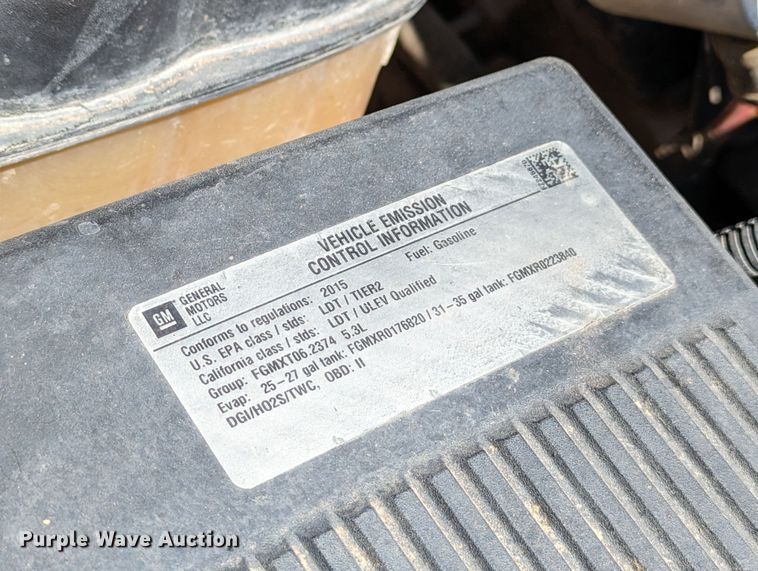 GM
GENERAL
MOTORS
LLC
VEHICLE EMISSION
CONTROL INFORMATION
Conforms to regulations: 2015 Fuel: Gasoline
U.S. EPA class / stds: LDT / TIER2
California class / stds: LDT / ULEV Qualified
Group: FGMXT06.2374 5.3L
Evap: 25-27 gal tank: FGMXR0176820 / 31-35 gal tank: FGMXR0223840
DGI/HO2S/TWC, OBD: II
Purple Wave Auction